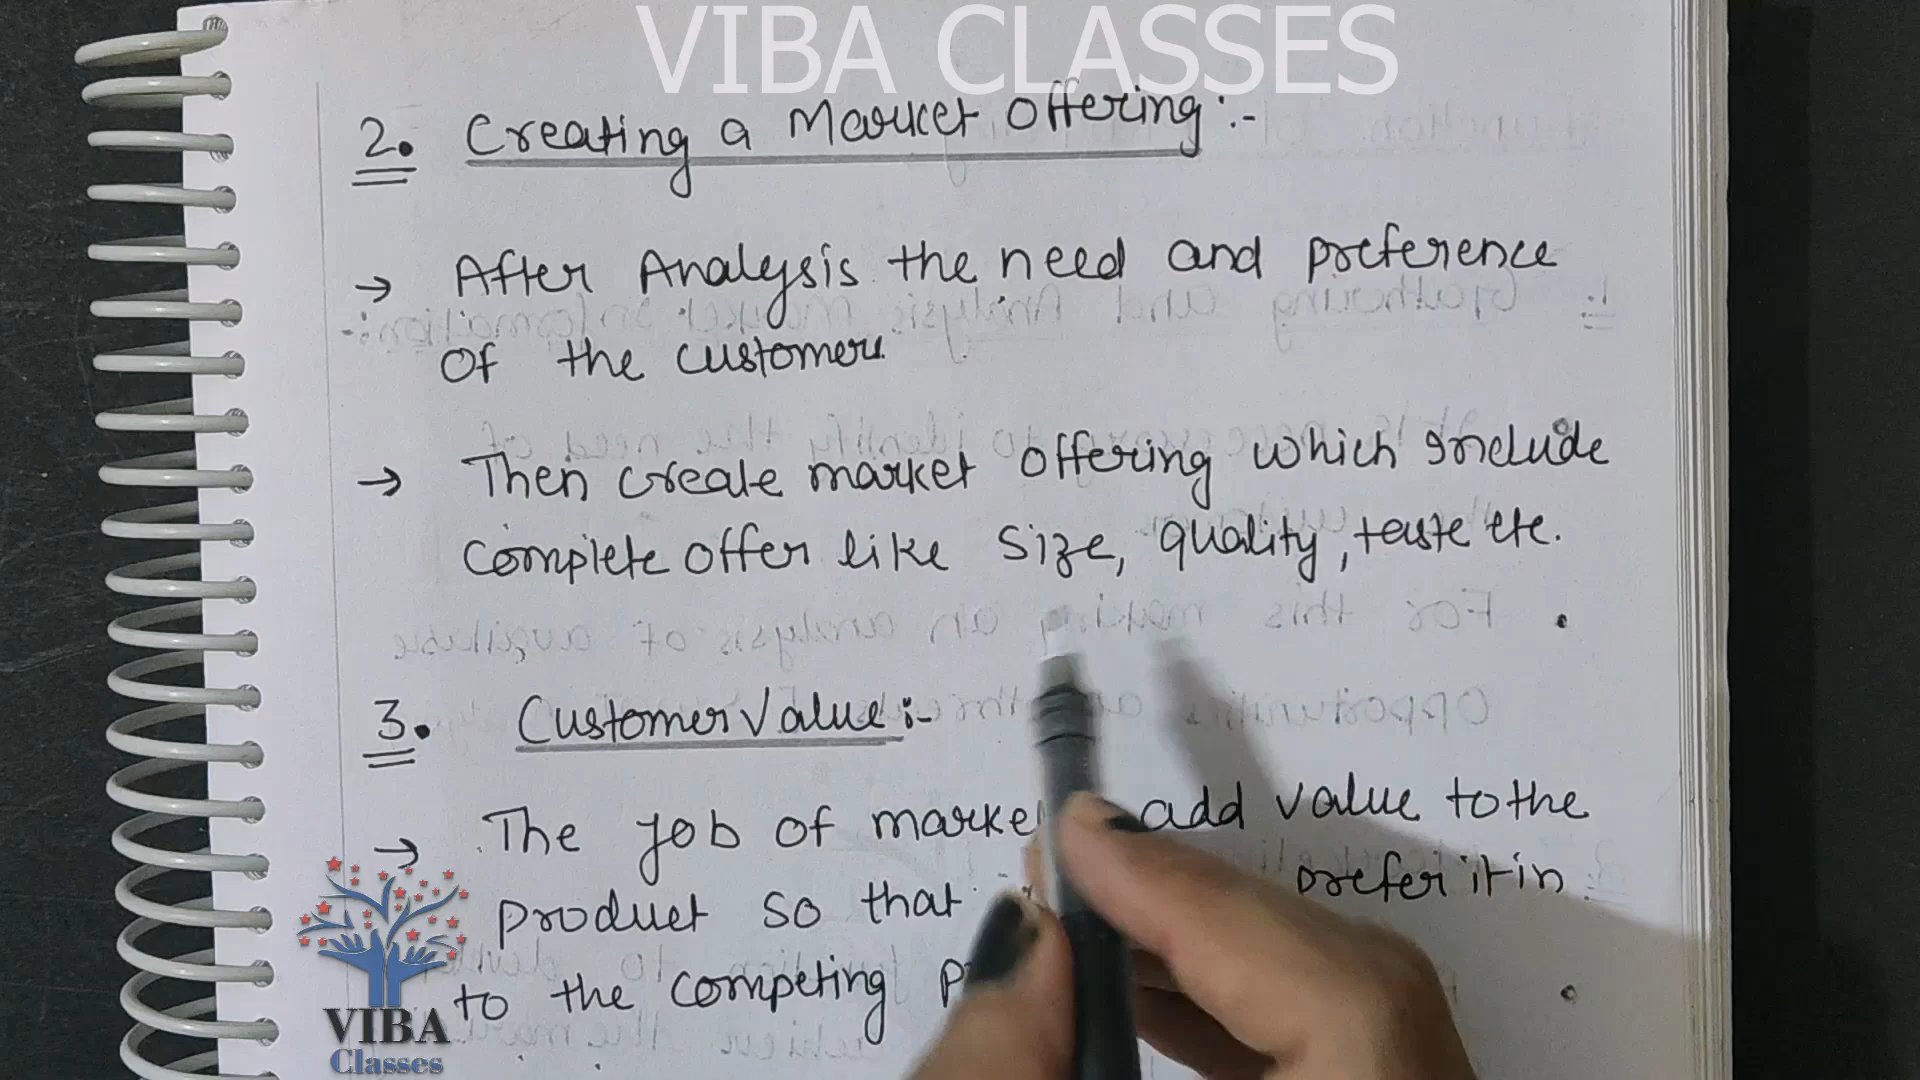 VIBA CLASSES
2. Creating a Market Offering :-
→ After Analysis the need and preference
of the customer
→ Then create market offering which Include
complete offer like Size, quality, taste etc.
3. Customer Value :-
→ The job of add value to the
product so that prefer it in
to the competing
VIBA
Classes